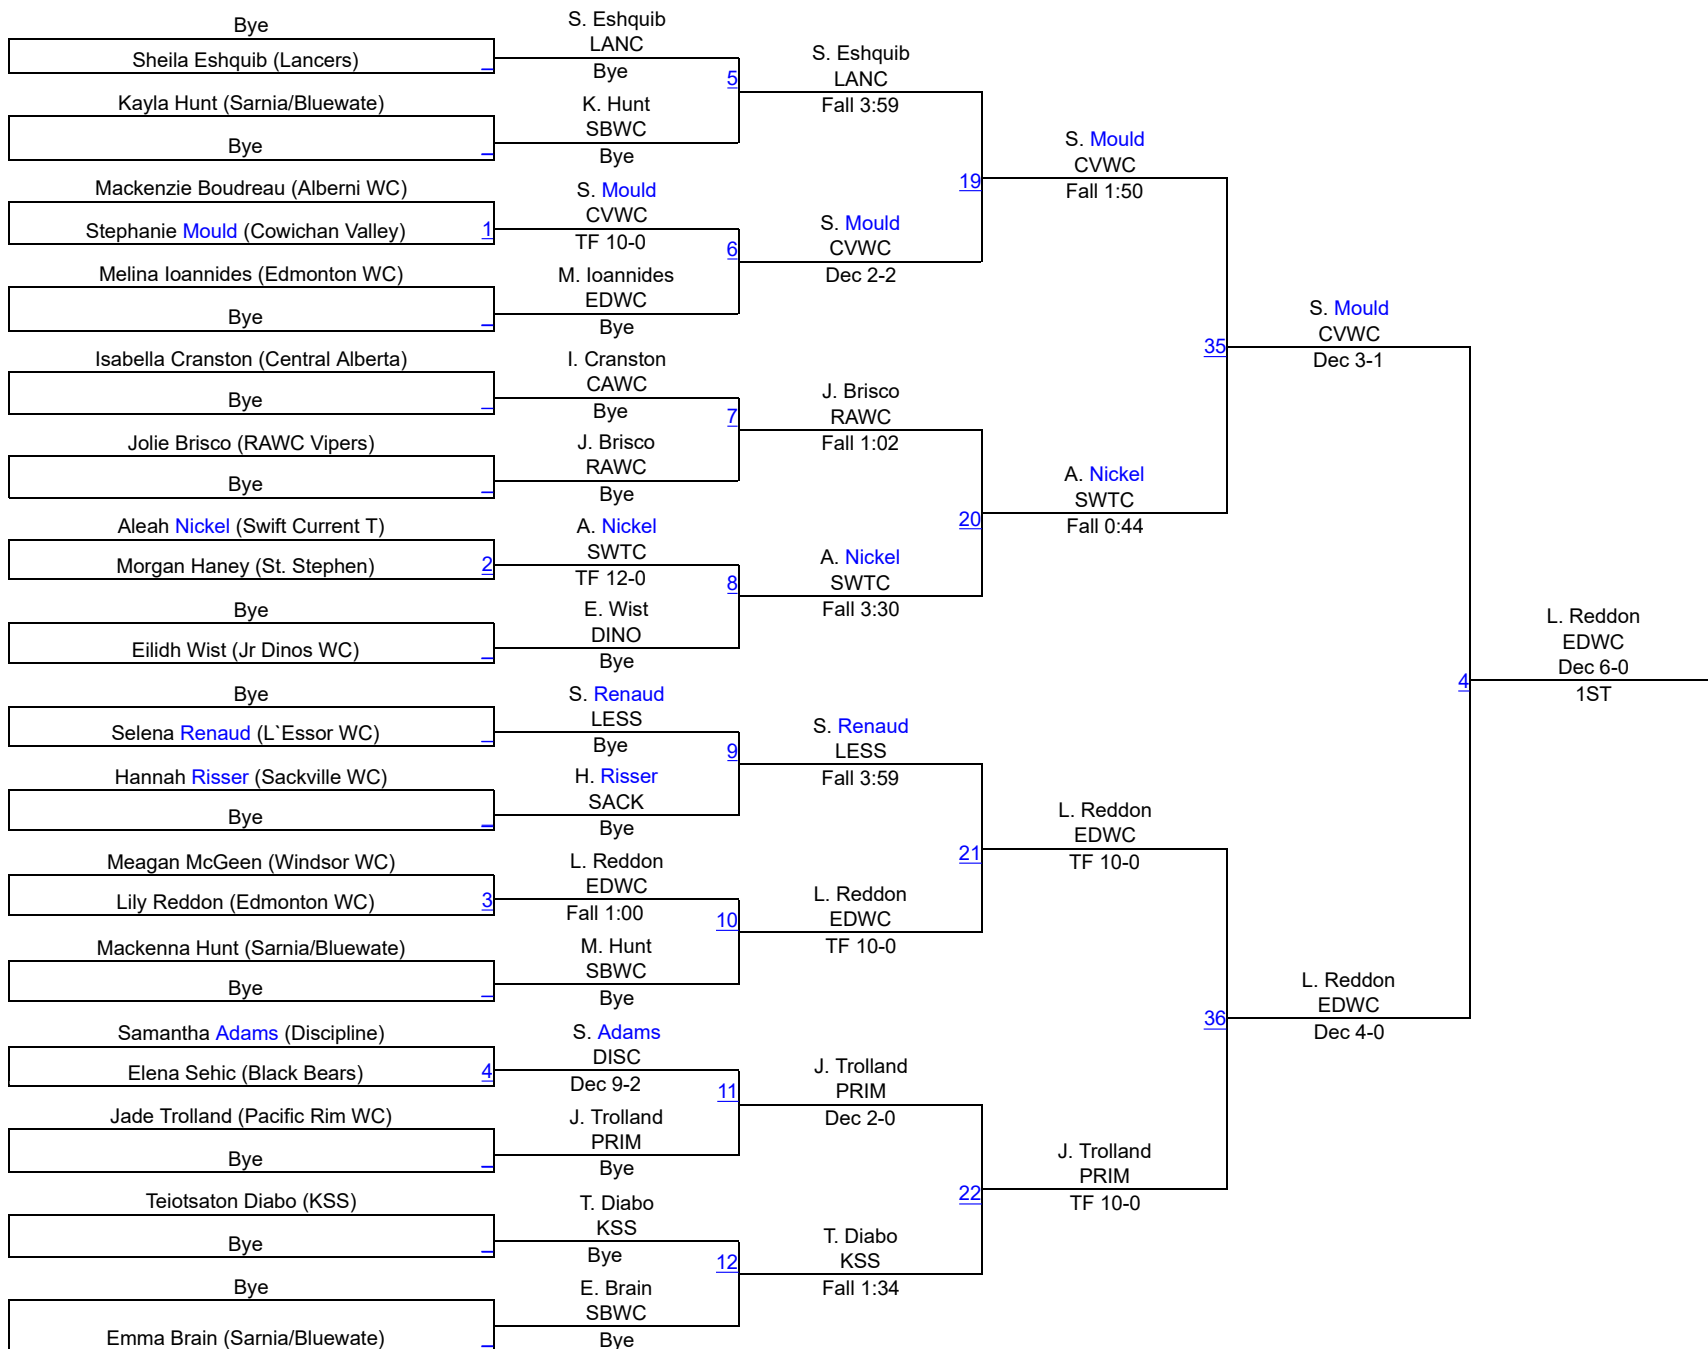 Bye
Sheila Eshquib (Lancers)
Kayla Hunt (Sarnia/Bluewate)
Bye
Mackenzie Boudreau (Alberni WC)
Stephanie Mould (Cowichan Valley)
1
Melina Ioannides (Edmonton WC)
Bye
Isabella Cranston (Central Alberta)
Bye
Jolie Brisco (RAWC Vipers)
Bye
Aleah Nickel (Swift Current T)
Morgan Haney (St. Stephen)
2
Bye
Eilidh Wist (Jr Dinos WC)
Bye
Selena Renaud (L`Essor WC)
Hannah Risser (Sackville WC)
Bye
Meagan McGeen (Windsor WC)
Lily Reddon (Edmonton WC)
3
Mackenna Hunt (Sarnia/Bluewate)
Bye
Samantha Adams (Discipline)
Elena Sehic (Black Bears)
4
Jade Trolland (Pacific Rim WC)
Bye
Teiotsaton Diabo (KSS)
Bye
Bye
Emma Brain (Sarnia/Bluewate)
S. Eshquib
LANC
Bye
5
K. Hunt
SBWC
Bye
S. Mould
CVWC
TF 10-0
6
M. Ioannides
EDWC
Bye
I. Cranston
CAWC
Bye
7
J. Brisco
RAWC
Bye
A. Nickel
SWTC
TF 12-0
8
E. Wist
DINO
Bye
S. Renaud
LESS
Bye
9
H. Risser
SACK
Bye
L. Reddon
EDWC
Fall 1:00
10
M. Hunt
SBWC
Bye
S. Adams
DISC
Dec 9-2
11
J. Trolland
PRIM
Bye
T. Diabo
KSS
Bye
12
E. Brain
SBWC
Bye
S. Eshquib
LANC
Fall 3:59
19
S. Mould
CVWC
Dec 2-2
J. Brisco
RAWC
Fall 1:02
20
A. Nickel
SWTC
Fall 3:30
S. Renaud
LESS
Fall 3:59
21
L. Reddon
EDWC
TF 10-0
J. Trolland
PRIM
Dec 2-0
22
T. Diabo
KSS
Fall 1:34
S. Mould
CVWC
Fall 1:50
35
A. Nickel
SWTC
Fall 0:44
L. Reddon
EDWC
TF 10-0
36
J. Trolland
PRIM
TF 10-0
S. Mould
CVWC
Dec 3-1
4
L. Reddon
EDWC
Dec 4-0
L. Reddon
EDWC
Dec 6-0
1ST